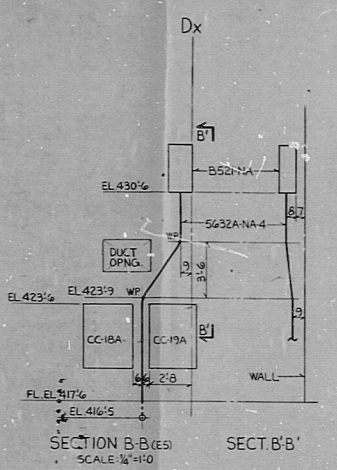 Dx
B'
B521-NA
EL.430'-6
5632A-NA-4
8
7
WP
DUCT
OPNG.
1'-9
3'-6
EL.423'-9
WP
EL.423'-6
9
CC-18A
CC-19A
B'
6
6
2'-8
WALL
FL. EL.417'-6
EL 416'-5
SECTION B-B (E5)
SCALE:¼"=1'-0
SECT. B'-B'